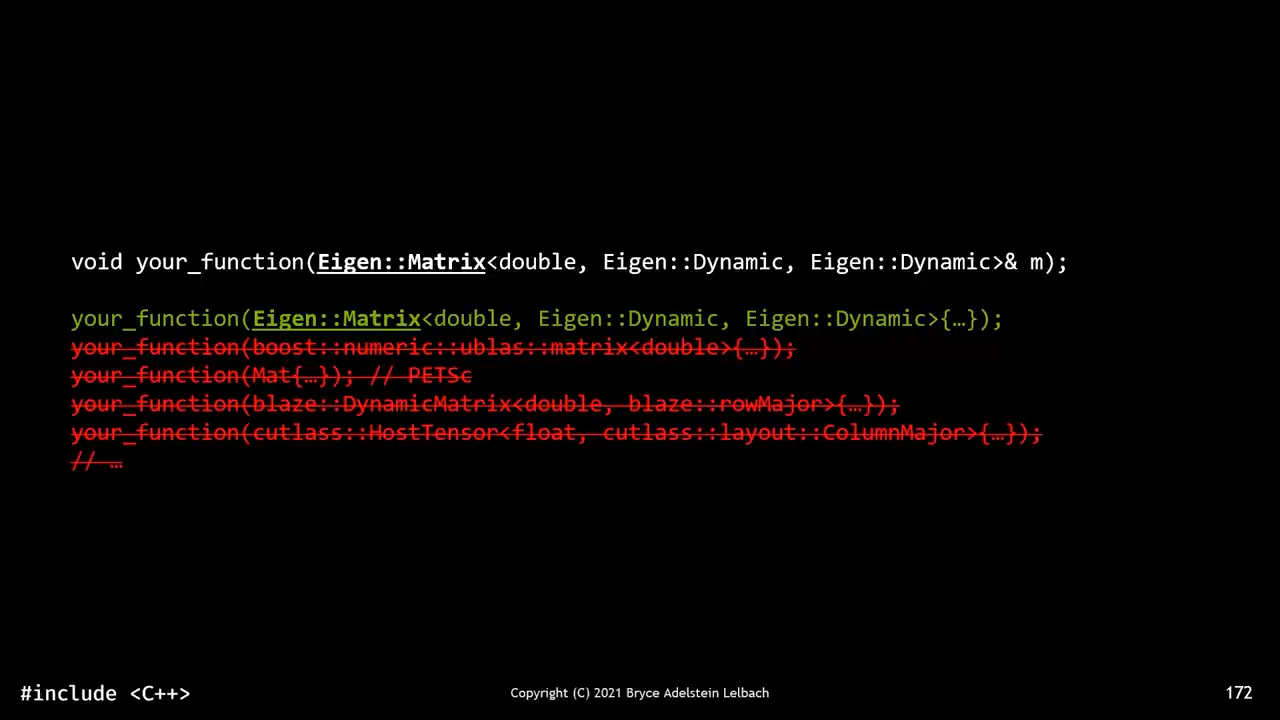 void your_function(Eigen::Matrix<double, Eigen::Dynamic, Eigen::Dynamic>& m);
your_function(Eigen::Matrix<double, Eigen::Dynamic, Eigen::Dynamic>{…});
your_function(boost::numeric::ublas::matrix<double>{…});
your_function(Mat{…}); // PETSc
your_function(blaze::DynamicMatrix<double, blaze::rowMajor>{…});
your_function(cutlass::HostTensor<float, cutlass::layout::ColumnMajor>{…});
// …
#include <C++>
Copyright (C) 2021 Bryce Adelstein Lelbach
172